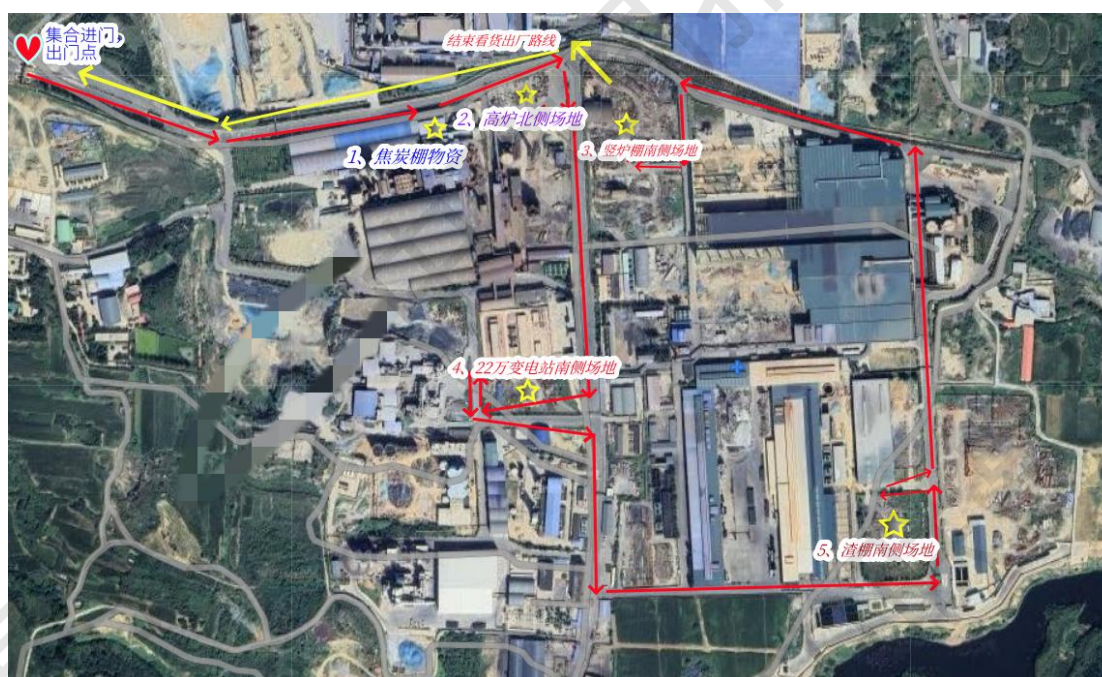 集合进门，
出门点
结束看货出厂路线
2、高炉北侧场地
1、焦炭棚物资
3、竖炉棚南侧场地
4、22万变电站南侧场地
5、渣棚南侧场地